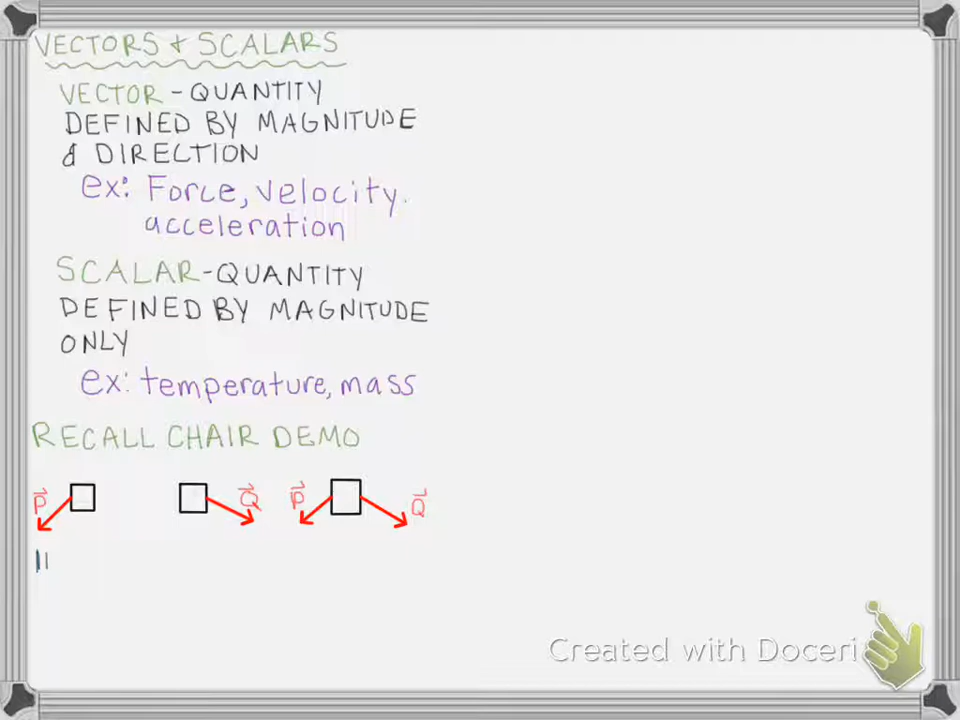 VECTORS + SCALARS
VECTOR - QUANTITY
DEFINED BY MAGNITUDE
& DIRECTION
ex: Force, velocity.
acceleration
SCALAR - QUANTITY
DEFINED BY MAGNITUDE
ONLY
ex: temperature, mass
RECALL CHAIR DEMO
P⃗ Q⃗ P⃗ Q⃗
Created with Doceri